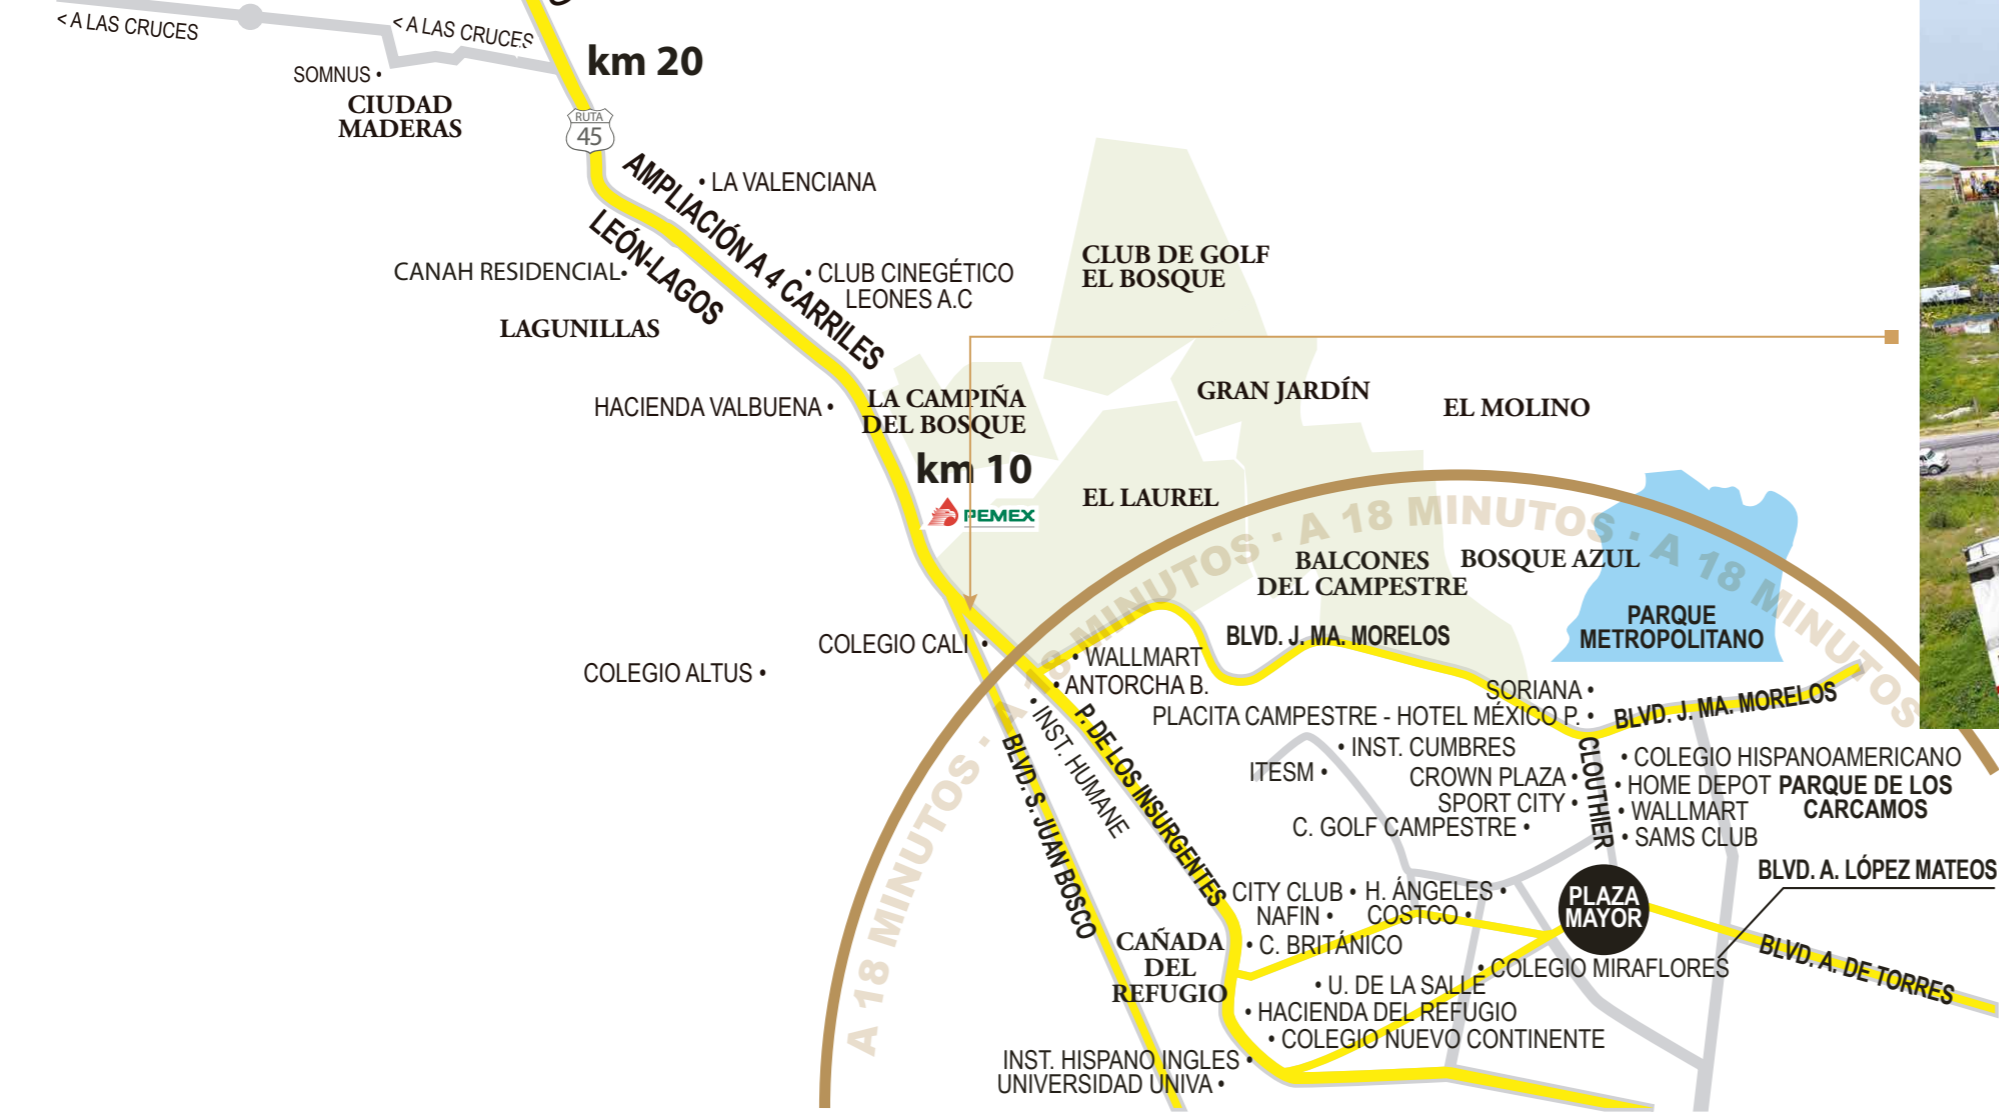 < A LAS CRUCES
< A LAS CRUCES
km 20
SOMNUS •
CIUDAD
MADERAS
RUTA
45
AMPLIACIÓN A 4 CARRILES
LEÓN-LAGOS
• LA VALENCIANA
CANAH RESIDENCIAL•
• CLUB CINEGÉTICO
LEONES A.C
LAGUNILLAS
CLUB DE GOLF
EL BOSQUE
HACIENDA VALBUENA •
LA CAMPIÑA
DEL BOSQUE
GRAN JARDÍN
EL MOLINO
km 10
PEMEX
EL LAUREL
A 18 MINUTOS · A 18 MINUTOS · A 18 MINUTOS · A 18 MINUTOS
BALCONES
DEL CAMPESTRE
BOSQUE AZUL
PARQUE
METROPOLITANO
COLEGIO CALI •
COLEGIO ALTUS •
BLVD. J. MA. MORELOS
• WALLMART
• ANTORCHA B.
• INST. HUMANE
P. DE LOS INSURGENTES
BLVD. S. JUAN BOSCO
SORIANA •
PLACITA CAMPESTRE - HOTEL MÉXICO P. •
BLVD. J. MA. MORELOS
• INST. CUMBRES
ITESM •
CROWN PLAZA •
SPORT CITY •
C. GOLF CAMPESTRE •
CLOUTHIER
• COLEGIO HISPANOAMERICANO
• HOME DEPOT
PARQUE DE LOS
CARCAMOS
• WALLMART
• SAMS CLUB
BLVD. A. LÓPEZ MATEOS
PLAZA
MAYOR
CITY CLUB •
H. ÁNGELES •
NAFIN •
COSTCO •
• C. BRITÁNICO
CAÑADA
DEL
REFUGIO
• COLEGIO MIRAFLORES
BLVD. A. DE TORRES
• U. DE LA SALLE
• HACIENDA DEL REFUGIO
• COLEGIO NUEVO CONTINENTE
INST. HISPANO INGLES •
UNIVERSIDAD UNIVA •